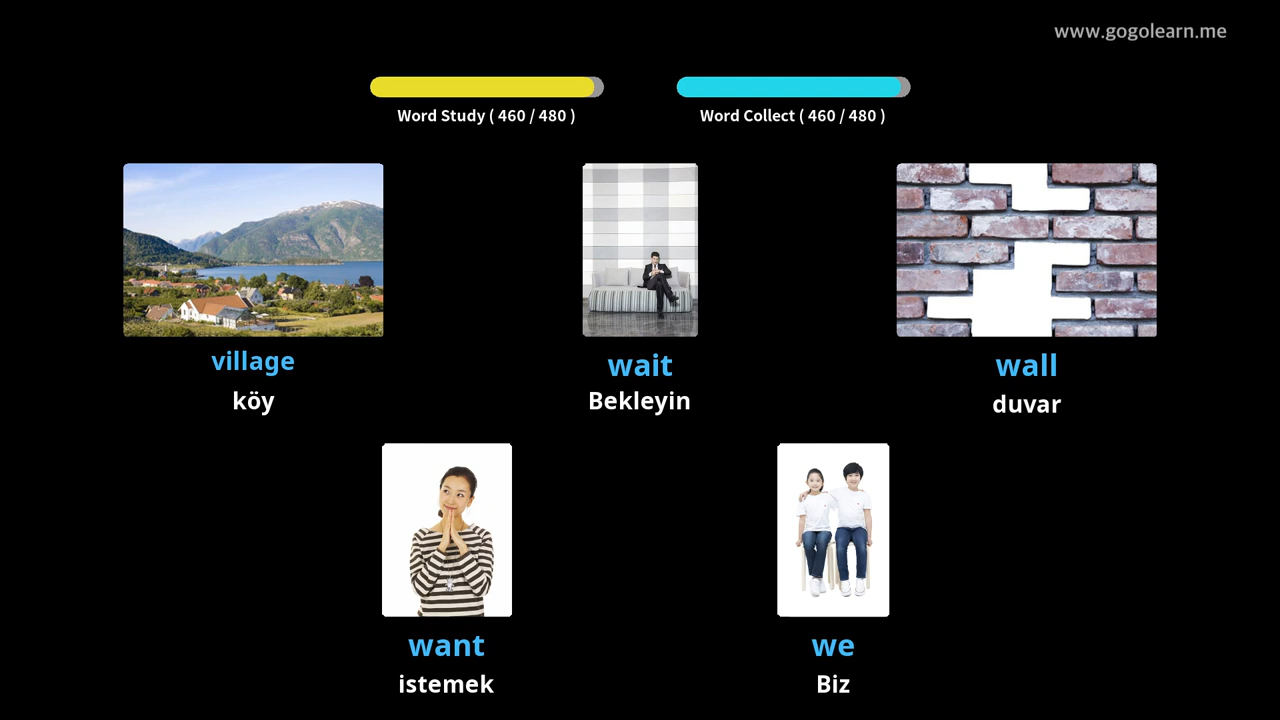 www.gogolearn.me
Word Study ( 460 / 480 )
Word Collect ( 460 / 480 )
village
köy
wait
Bekleyin
wall
duvar
want
istemek
we
Biz